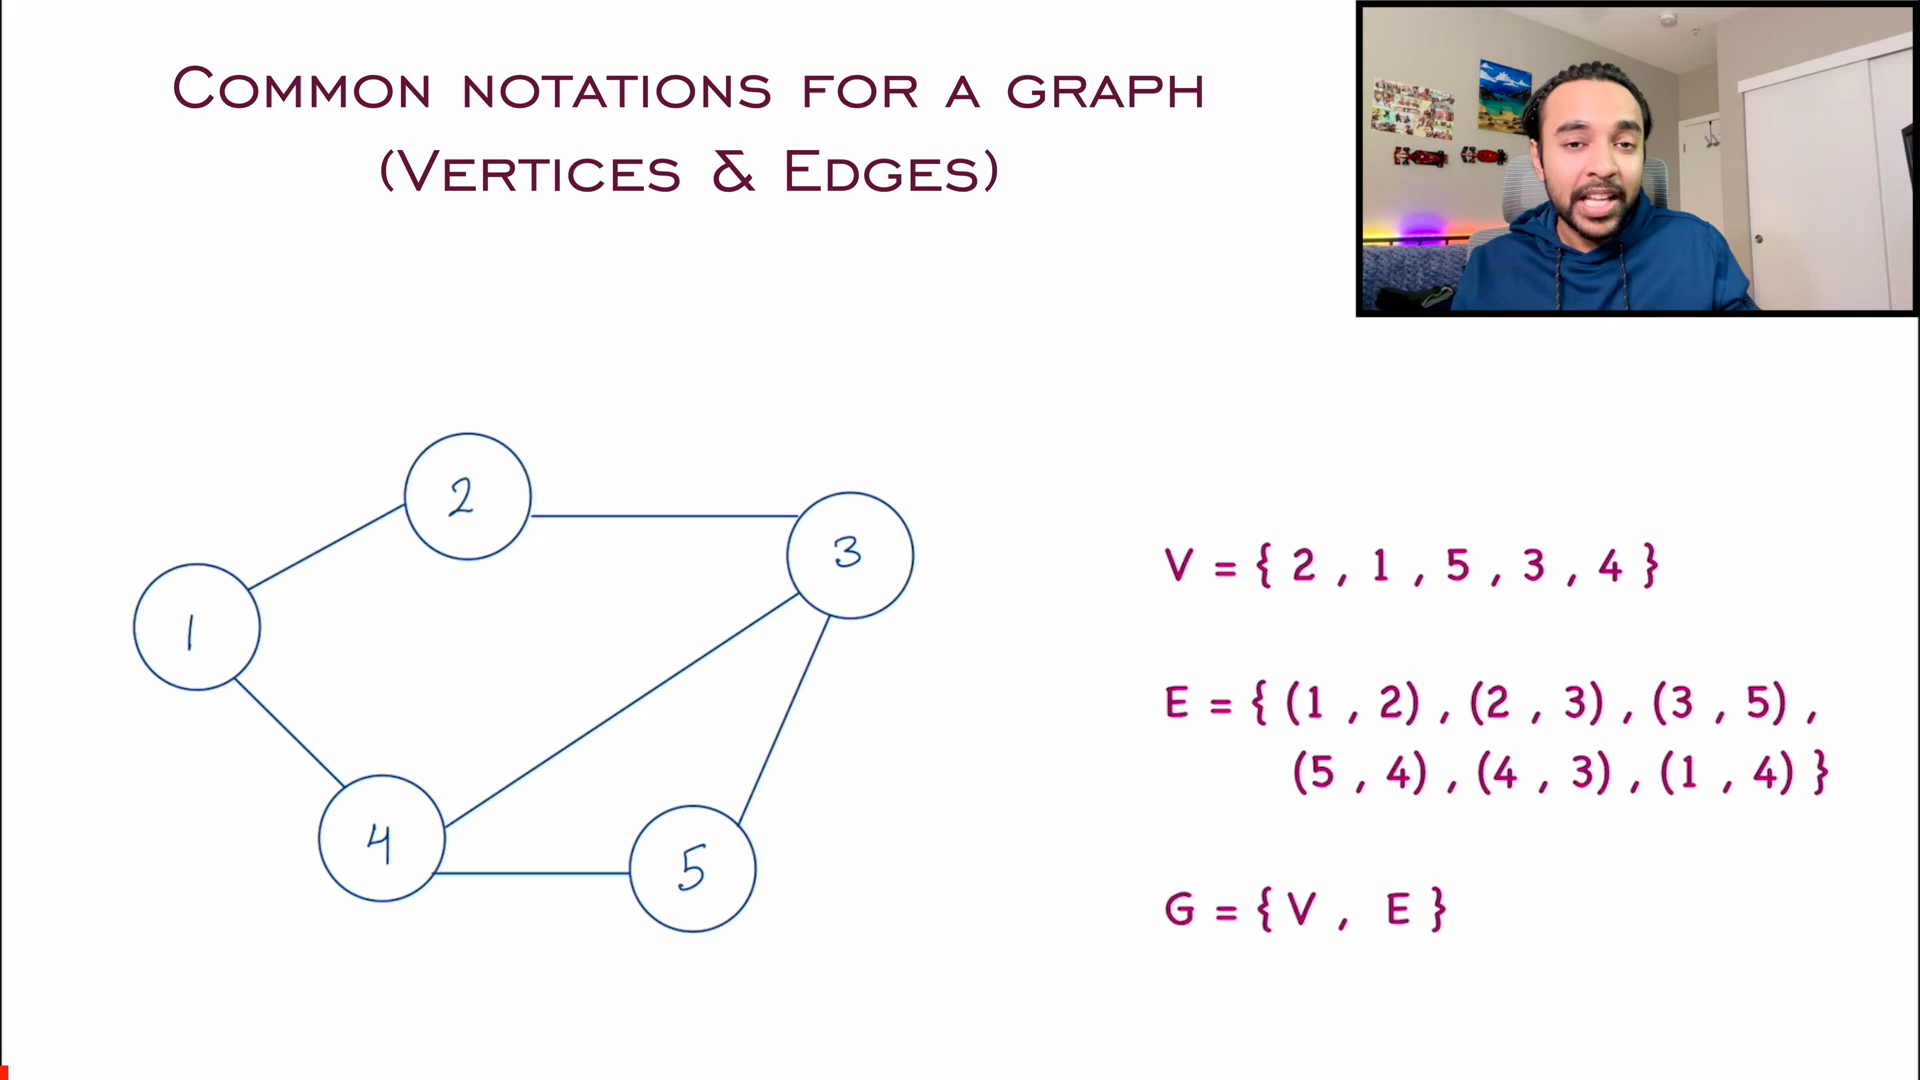 COMMON NOTATIONS FOR A GRAPH
(VERTICES & EDGES)
2
3
1
4
5
V = { 2 , 1 , 5 , 3 , 4 }
E = { (1 , 2) , (2 , 3) , (3 , 5) ,
(5 , 4) , (4 , 3) , (1 , 4) }
G = { V , E }